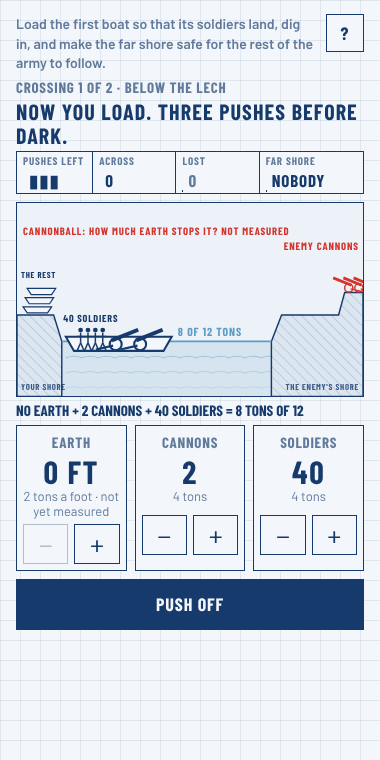 Load the first boat so that its soldiers land, dig
in, and make the far shore safe for the rest of the
army to follow.
?
CROSSING 1 OF 2 · BELOW THE LECH
NOW YOU LOAD. THREE PUSHES BEFORE
DARK.
PUSHES LEFT
ACROSS
0
LOST
0
FAR SHORE
NOBODY
CANNONBALL: HOW MUCH EARTH STOPS IT? NOT MEASURED
ENEMY CANNONS
THE REST
40 SOLDIERS
8 OF 12 TONS
YOUR SHORE
THE ENEMY'S SHORE
NO EARTH + 2 CANNONS + 40 SOLDIERS = 8 TONS OF 12
EARTH
0 FT
2 tons a foot · not
yet measured
− +
CANNONS
2
4 tons
− +
SOLDIERS
40
4 tons
− +
PUSH OFF